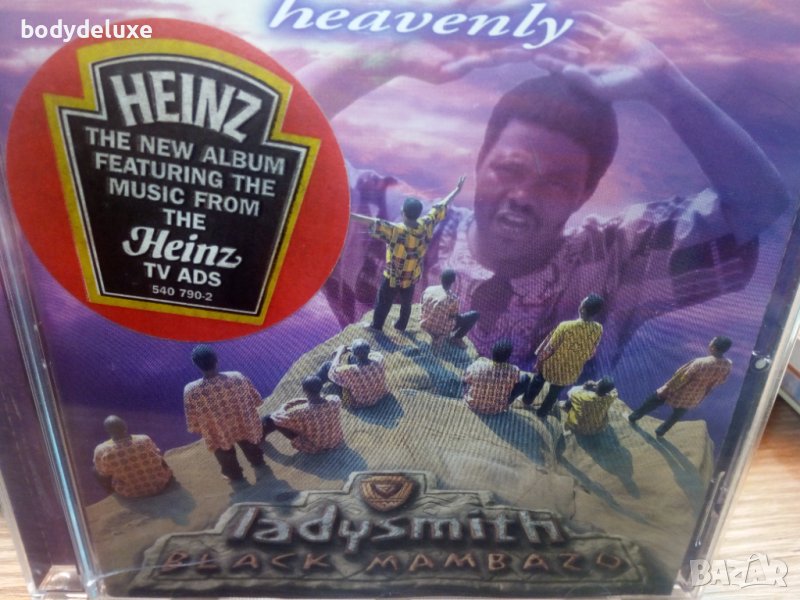 bodydeluxe
heavenly
HEINZ
THE NEW ALBUM
FEATURING THE
MUSIC FROM
THE
Heinz
TV ADS
540 790-2
ladysmith
BLACK MAMBAZO
BAZAR.bg